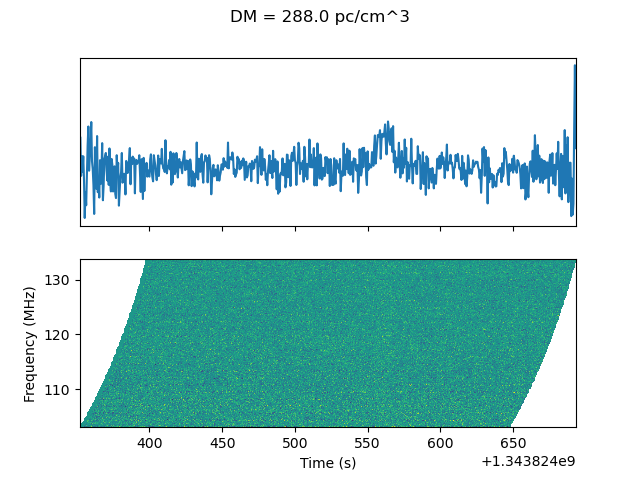 DM = 288.0 pc/cm^3
130
120
110
Frequency (MHz)
400 450 500 550 600 650
Time (s)
+1.343824e9